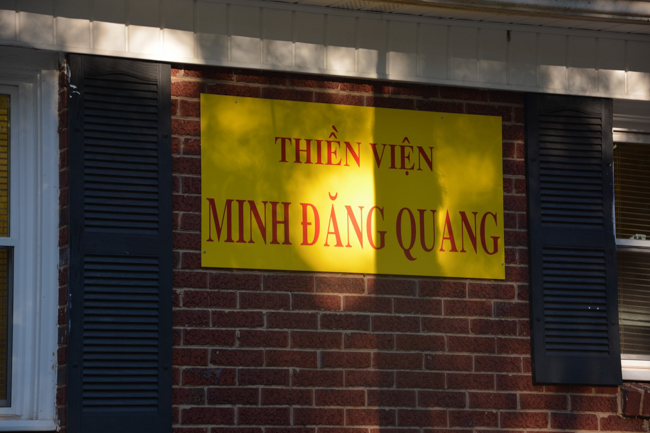 THIỀN VIỆN
MINH ĐĂNG QUANG